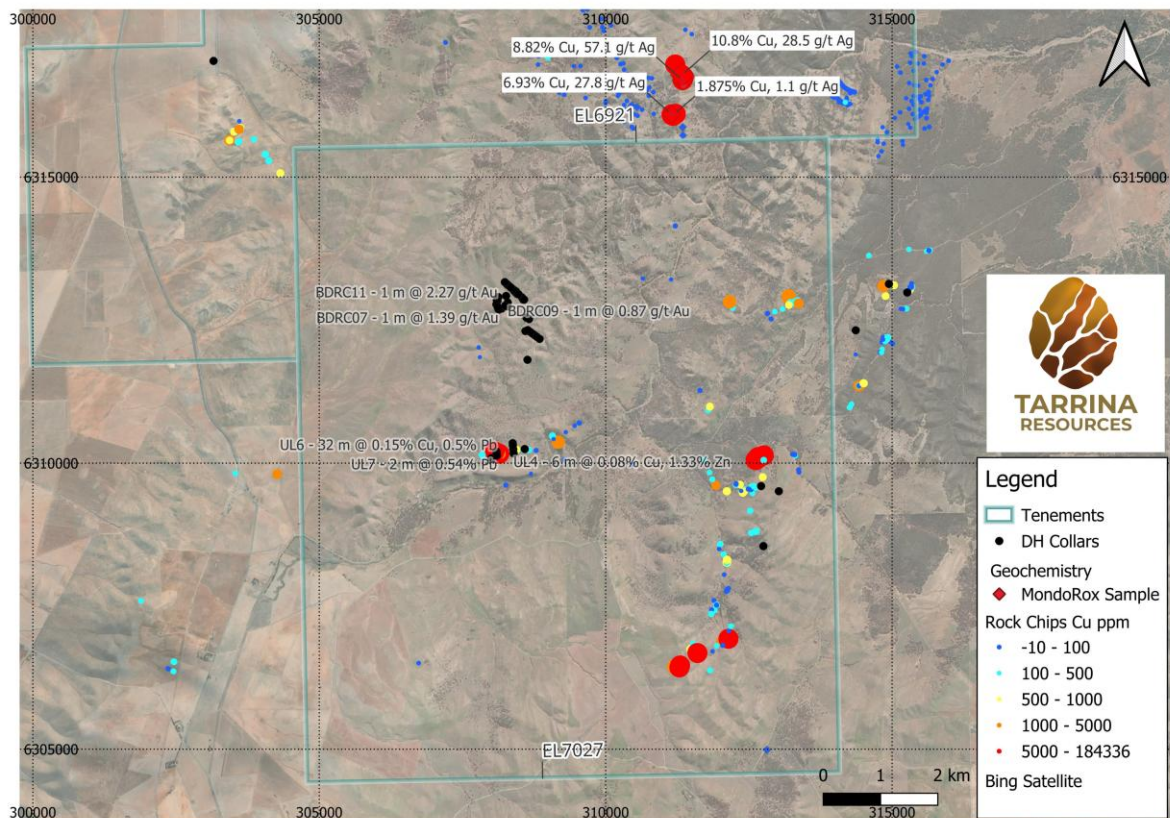 300000
305000
310000
315000
8.82% Cu, 57.1 g/t Ag
10.8% Cu, 28.5 g/t Ag
6.93% Cu, 27.8 g/t Ag
1.875% Cu, 1.1 g/t Ag
EL6921
6315000
6315000
BDRC11 - 1 m @ 2.27 g/t Au
BDRC09 - 1 m @ 0.87 g/t Au
BDRC07 - 1 m @ 1.39 g/t Au
TARRINA
RESOURCES
UL6 - 32 m @ 0.15% Cu, 0.5% Pb
UL7 - 2 m @ 0.54% Pb
UL4 - 6 m @ 0.08% Cu, 1.33% Zn
6310000
6310000
Legend
Tenements
DH Collars
Geochemistry
MondoRox Sample
Rock Chips Cu ppm
-10 - 100
100 - 500
500 - 1000
1000 - 5000
5000 - 184336
Bing Satellite
6305000
6305000
EL7027
0 1 2 km
300000
305000
310000
315000